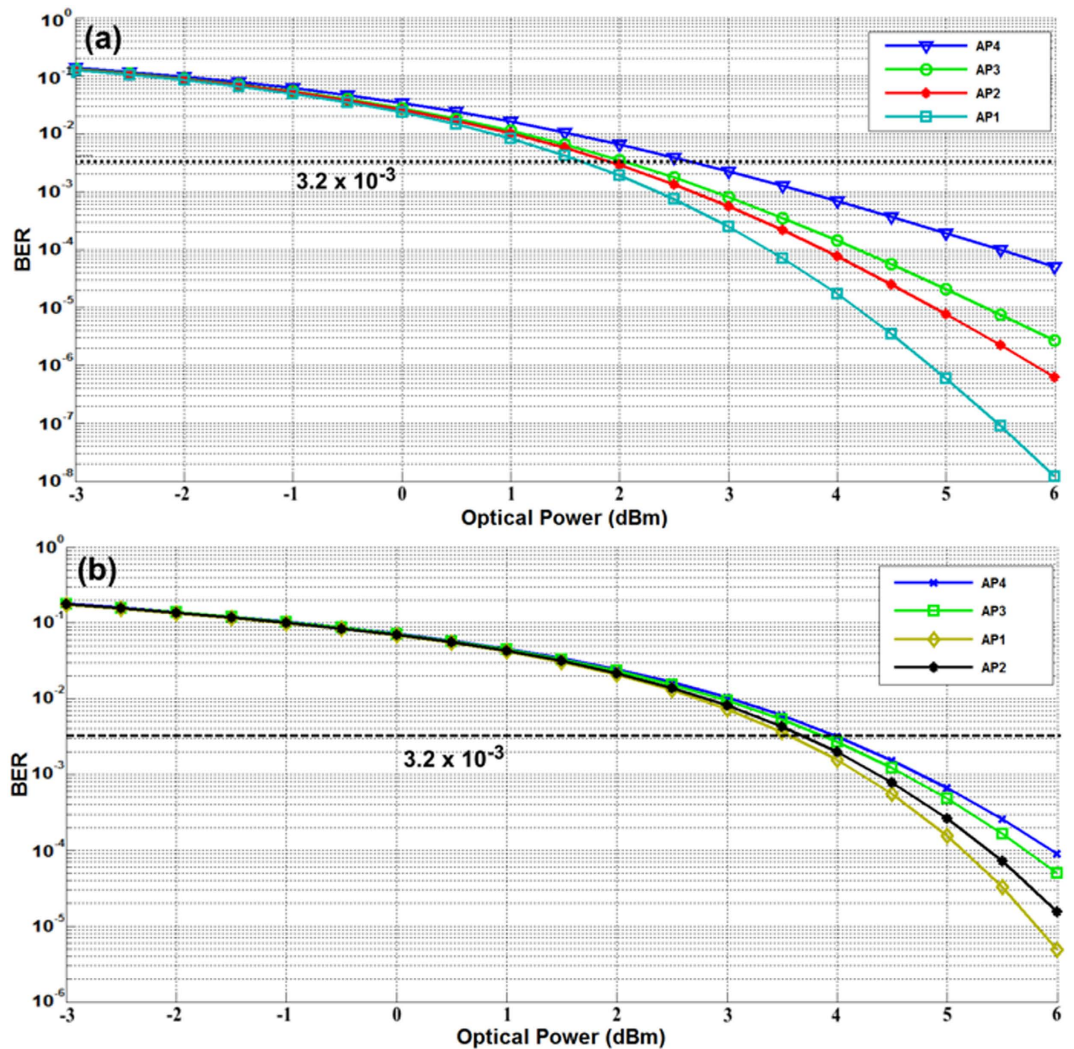 (a)
10^0
10^-1
10^-2
10^-3
10^-4
10^-5
10^-6
10^-7
10^-8
BER
AP4
AP3
AP2
AP1
3.2 x 10^-3
-3 -2 -1 0 1 2 3 4 5 6
Optical Power (dBm)
(b)
10^0
10^-1
10^-2
10^-3
10^-4
10^-5
10^-6
BER
AP4
AP3
AP1
AP2
3.2 x 10^-3
-3 -2 -1 0 1 2 3 4 5 6
Optical Power (dBm)